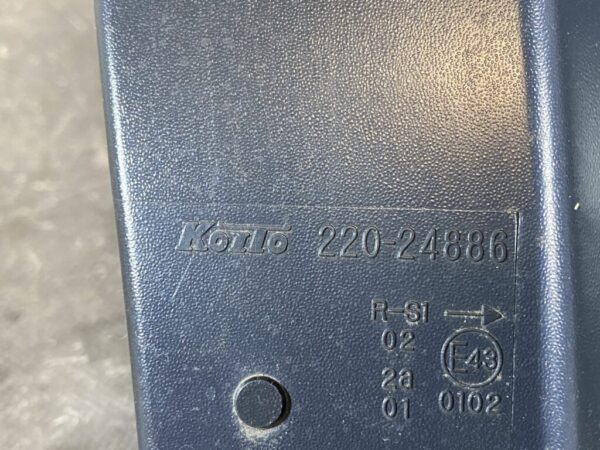 KOITO 220-24886
R-S1 →
02 E43
2a
01 0102